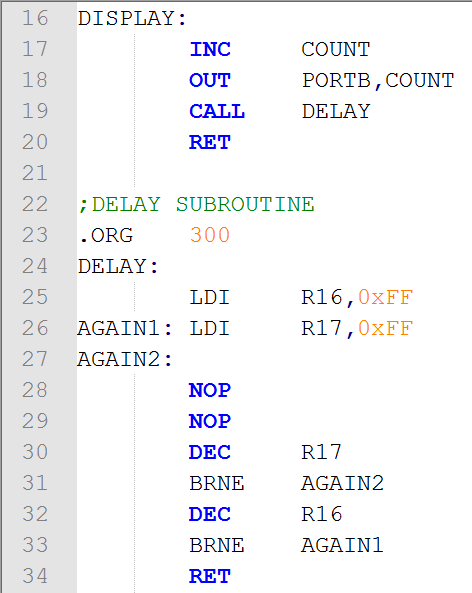 16 DISPLAY:
17 INC COUNT
18 OUT PORTB,COUNT
19 CALL DELAY
20 RET
21
22 ;DELAY SUBROUTINE
23 .ORG 300
24 DELAY:
25 LDI R16,0xFF
26 AGAIN1: LDI R17,0xFF
27 AGAIN2:
28 NOP
29 NOP
30 DEC R17
31 BRNE AGAIN2
32 DEC R16
33 BRNE AGAIN1
34 RET